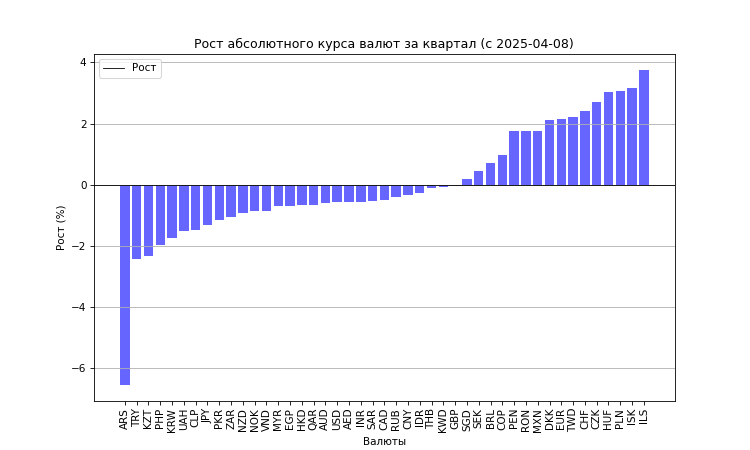 Рост абсолютного курса валют за квартал (с 2025-04-08)
Рост
4
2
0
−2
−4
−6
Рост (%)
ARS TRY KZT PHP KRW UAH CLP JPY PKR ZAR NZD NOK VND MYR EGP HKD QAR AUD USD AED INR SAR CAD RUB CNY IDR THB KWD GBP SGD SEK BRL COP PEN RON MXN DKK EUR TWD CHF CZK HUF PLN ISK ILS
Валюты